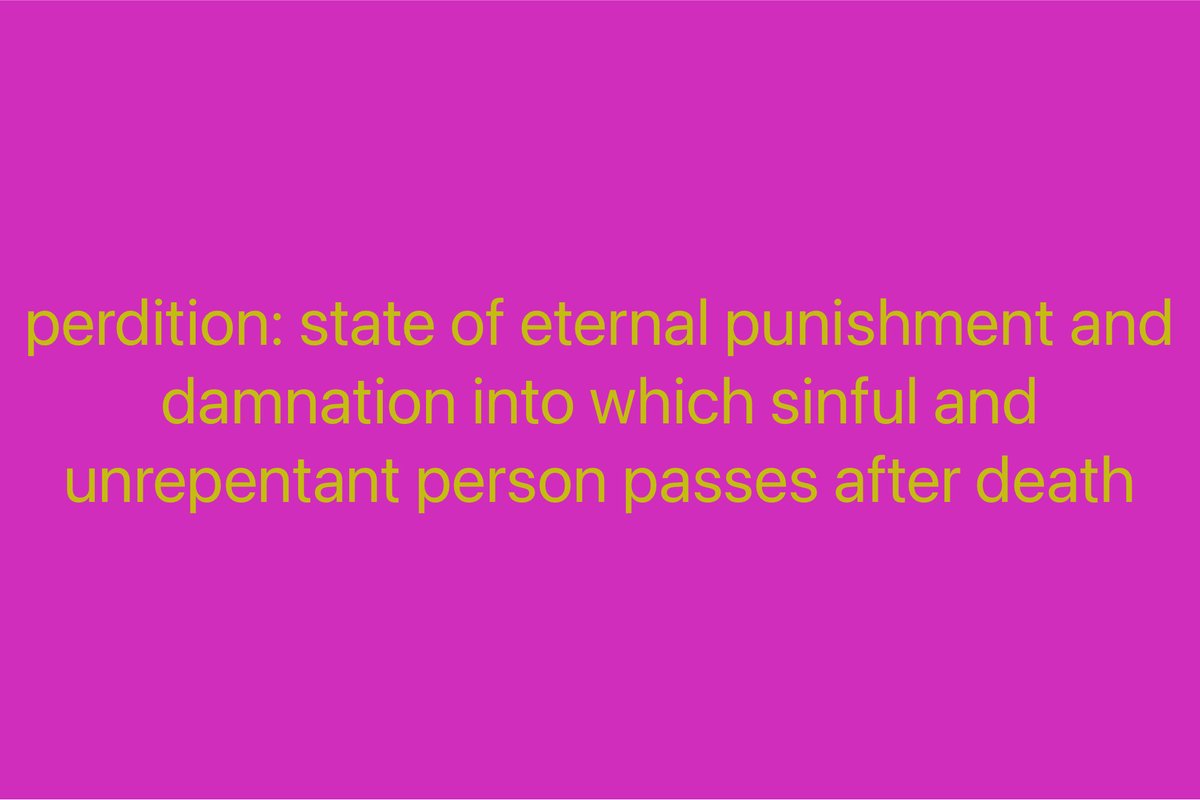 perdition: state of eternal punishment and
damnation into which sinful and
unrepentant person passes after death